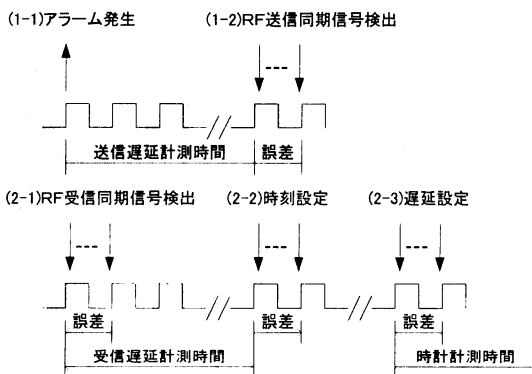 (1-1)アラーム発生
(1-2)RF送信同期信号検出
送信遅延計測時間
誤差
(2-1)RF受信同期信号検出
(2-2)時刻設定
(2-3)遅延設定
誤差
誤差
誤差
受信遅延計測時間
時計計測時間